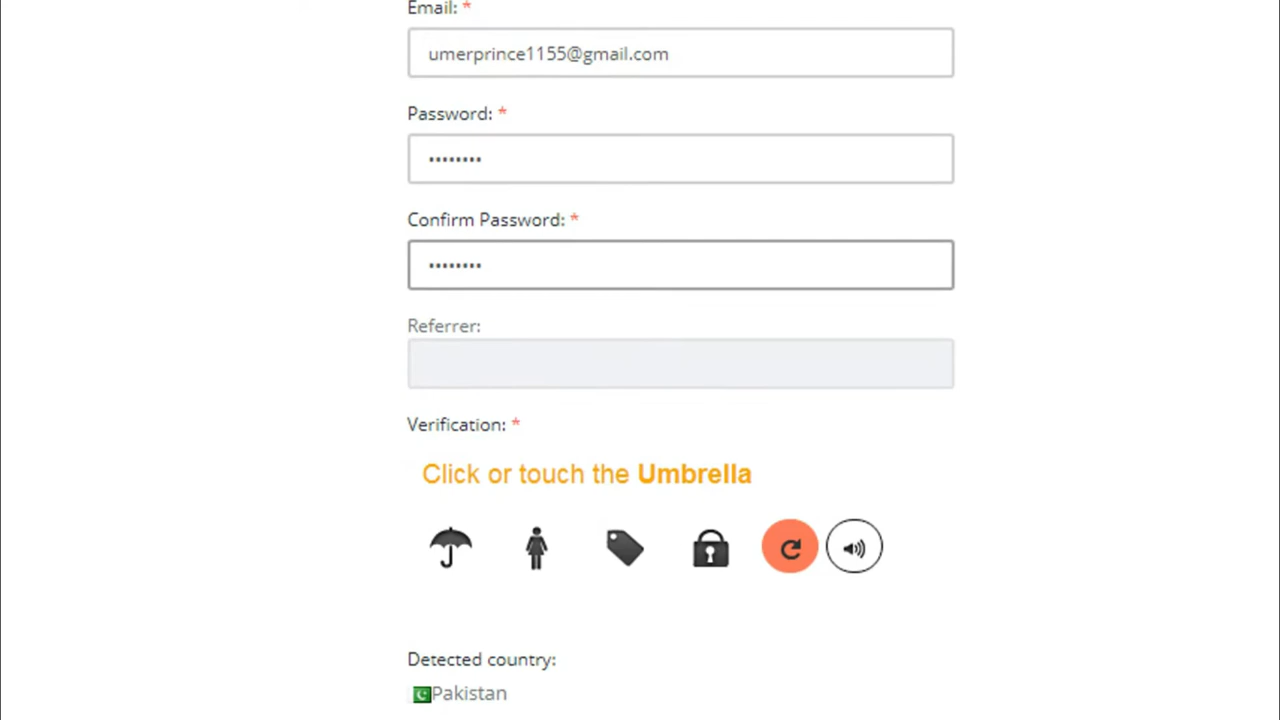 Email: *
umerprince1155@gmail.com
Password: *
••••••••
Confirm Password: *
••••••••
Referrer:
Verification: *
Click or touch the Umbrella
Detected country:
Pakistan